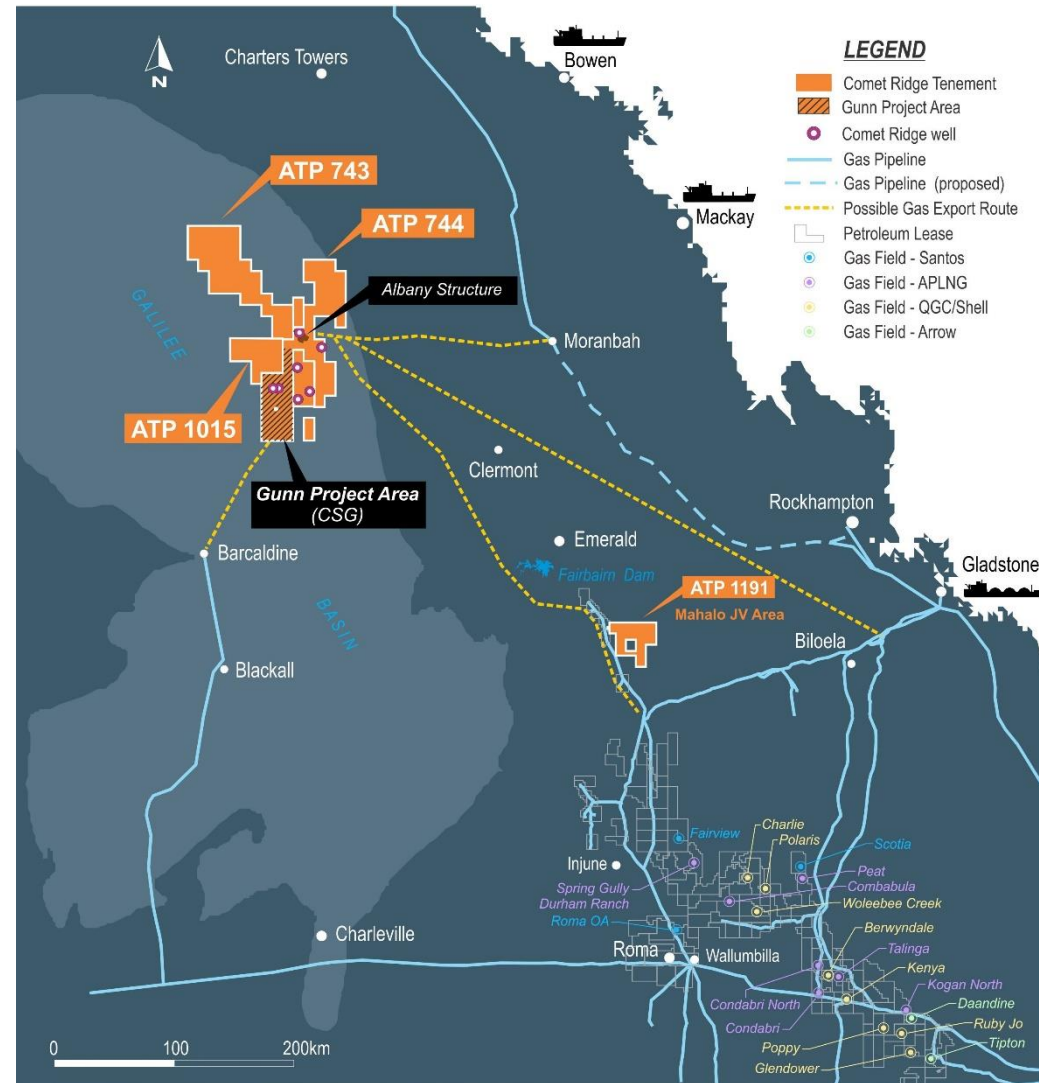 Charters Towers
N
Bowen
LEGEND
Comet Ridge Tenement
Gunn Project Area
Comet Ridge well
Gas Pipeline
Gas Pipeline (proposed)
Possible Gas Export Route
Petroleum Lease
Gas Field - Santos
Gas Field - APLNG
Gas Field - QGC/Shell
Gas Field - Arrow
ATP 743
Mackay
ATP 744
Albany Structure
GALILEE
Moranbah
ATP 1015
Clermont
Gunn Project Area
(CSG)
Rockhampton
Barcaldine
Emerald
Fairbairn Dam
Gladstone
ATP 1191
Mahalo JV Area
BASIN
Biloela
Blackall
Charlie
Polaris
Fairview
Scotia
Injune
Peat
Spring Gully
Durham Ranch
Combabula
Woleebee Creek
Roma OA
Charleville
Berwyndale
Roma
Wallumbilla
Talinga
Kenya
Kogan North
Condabri North
Daandine
Condabri
Ruby Jo
Poppy
Tipton
Glendower
0 100 200km